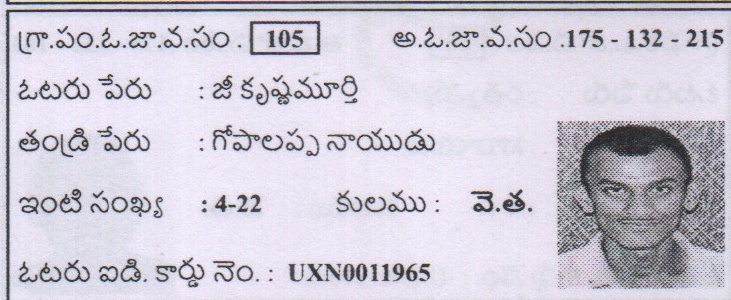 గ్రా.పం.ఓ.జా.వ.సం 105 అ.ఓ.జా.వ.సం .175 - 132 - 215
ఓటరు పేరు : జీ కృష్ణమూర్తి
తండ్రి పేరు : గోపాలప్ప నాయుడు
ఇంటి సంఖ్య : 4-22 కులము : వె.త.
ఓటరు ఐడి. కార్డు నెం. : UXN0011965